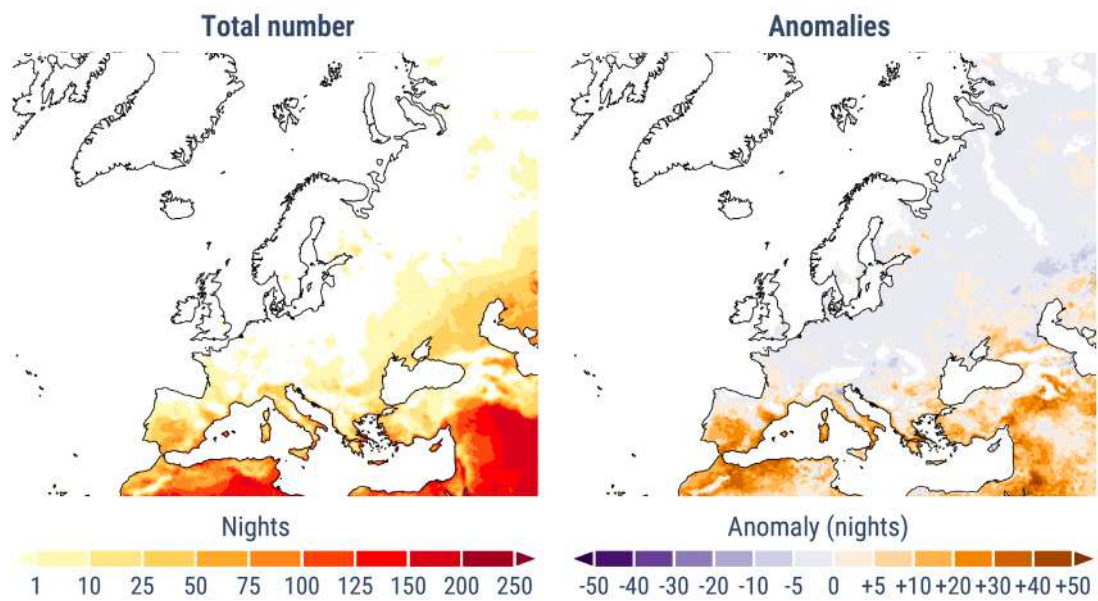 Total number
Anomalies
Nights
1 10 25 50 75 100 125 150 200 250
Anomaly (nights)
-50 -40 -30 -20 -10 -5 0 +5 +10 +20 +30 +40 +50